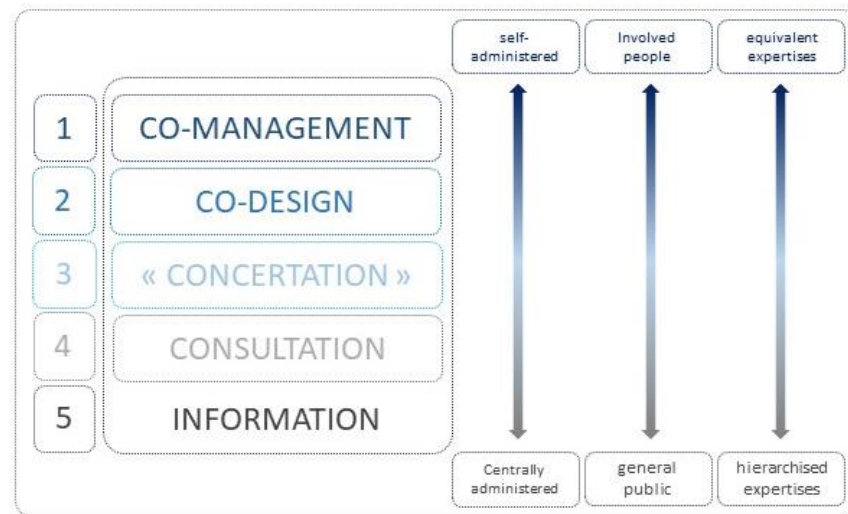 self-
administered
Involved
people
equivalent
expertises
1
CO-MANAGEMENT
2
CO-DESIGN
3
« CONCERTATION »
4
CONSULTATION
5
INFORMATION
Centrally
administered
general
public
hierarchised
expertises